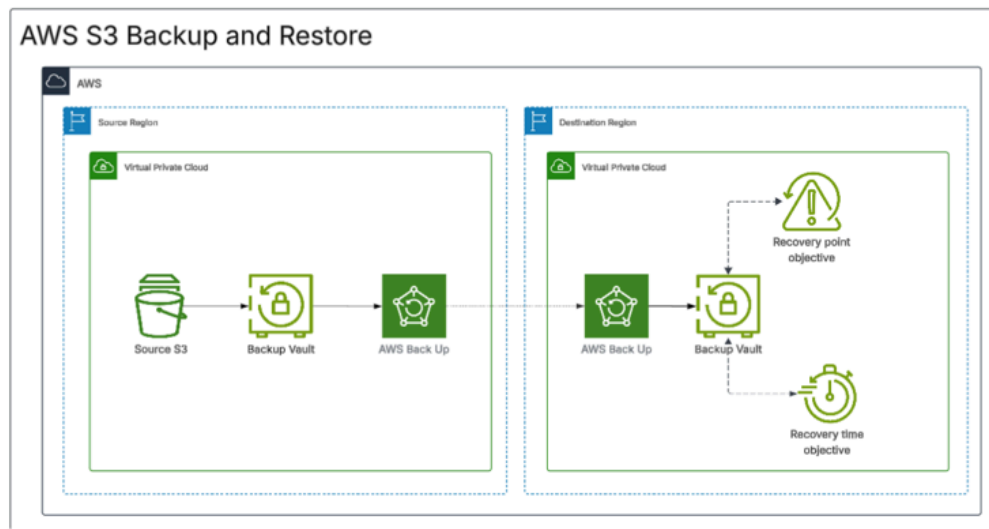 AWS S3 Backup and Restore
AWS
Source Region
Destination Region
Virtual Private Cloud
Virtual Private Cloud
Recovery point
objective
Source S3
Backup Vault
AWS Back Up
AWS Back Up
Backup Vault
Recovery time
objective